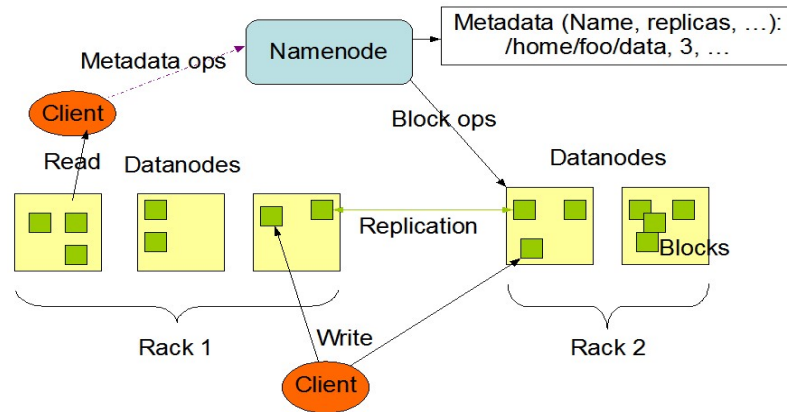 Metadata (Name, replicas, …):
/home/foo/data, 3, …
Namenode
Metadata ops
Client
Block ops
Read
Datanodes
Datanodes
Replication
Blocks
Write
Rack 1
Rack 2
Client